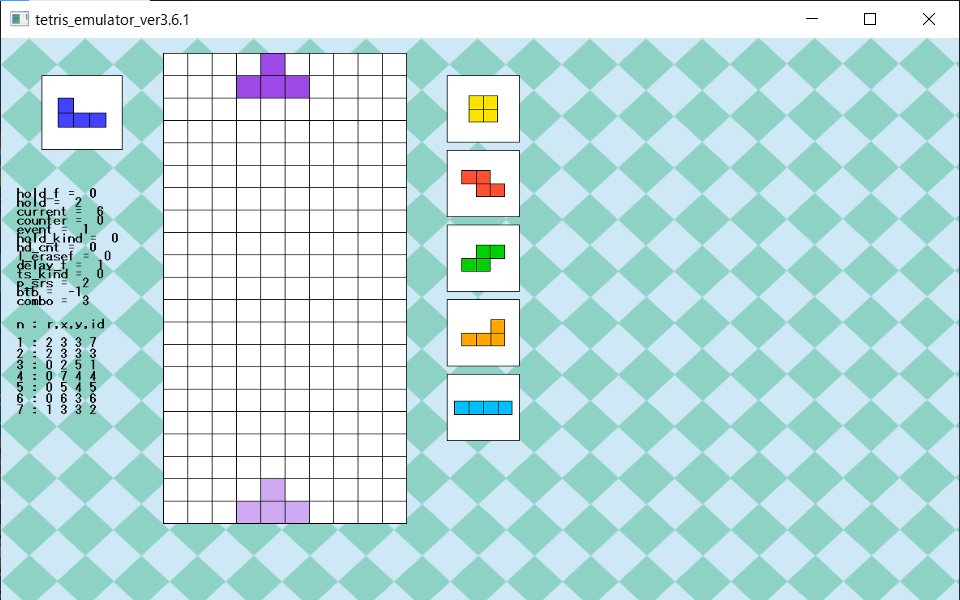 tetris_emulator_ver3.6.1
hold_f = 0
hold = 2
current = 6
counter = 0
event = 1
hold_kind = 0
hd_cnt = 0
l_erasef = 0
delay_f = 1
ts_kind = 0
p_srs = 2
btb = -1
combo = 3
n : r,x,y,id
1 : 2 3 3 7
2 : 2 3 3 3
3 : 0 2 5 1
4 : 0 7 4 4
5 : 0 5 4 5
6 : 0 6 3 6
7 : 1 3 3 2